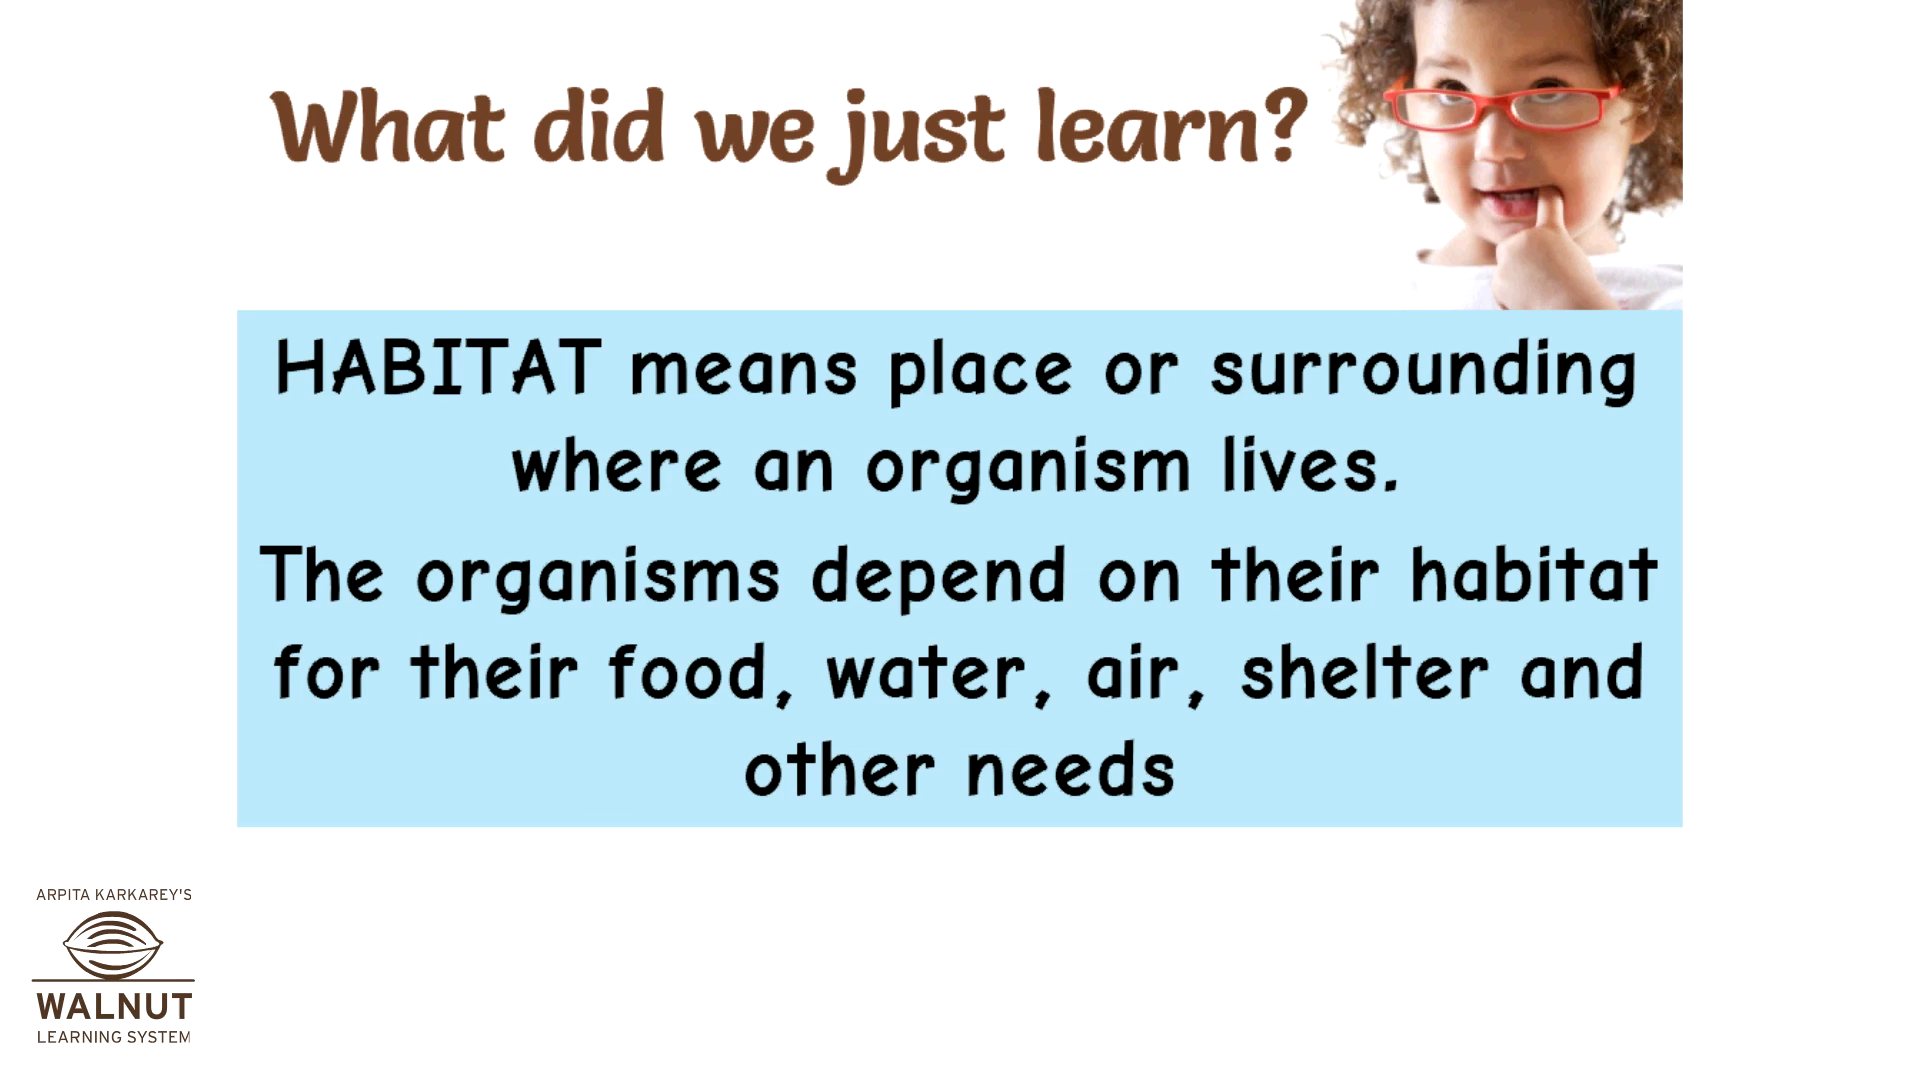 What did we just learn?
HABITAT means place or surrounding
where an organism lives.
The organisms depend on their habitat
for their food, water, air, shelter and
other needs
ARPITA KARKAREY'S
WALNUT
LEARNING SYSTEM